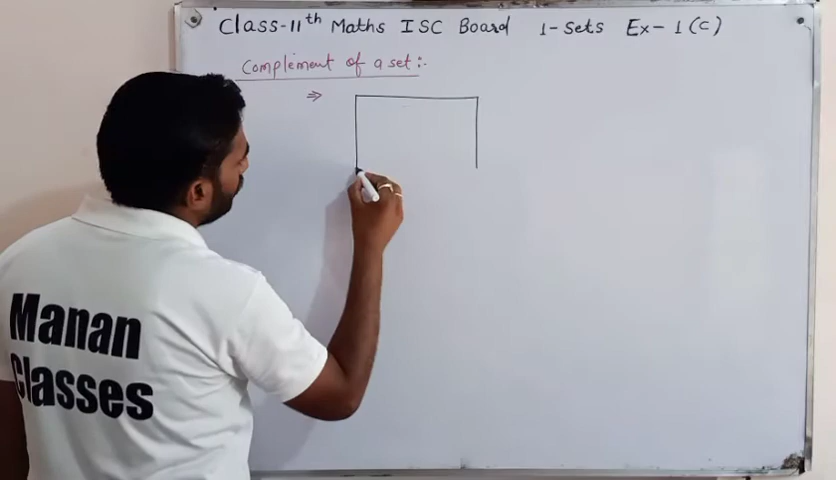 Class-11th Maths ISC Board 1-Sets Ex-1(c)
Complement of a set:-
⇒
Manan
Classes